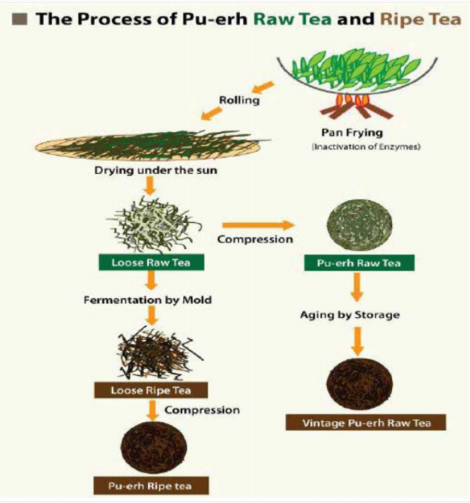 The Process of Pu-erh Raw Tea and Ripe Tea
Rolling
Pan Frying
(Inactivation of Enzymes)
Drying under the sun
Compression
Loose Raw Tea
Pu-erh Raw Tea
Fermentation by Mold
Aging by Storage
Loose Ripe Tea
Compression
Vintage Pu-erh Raw Tea
Pu-erh Ripe tea